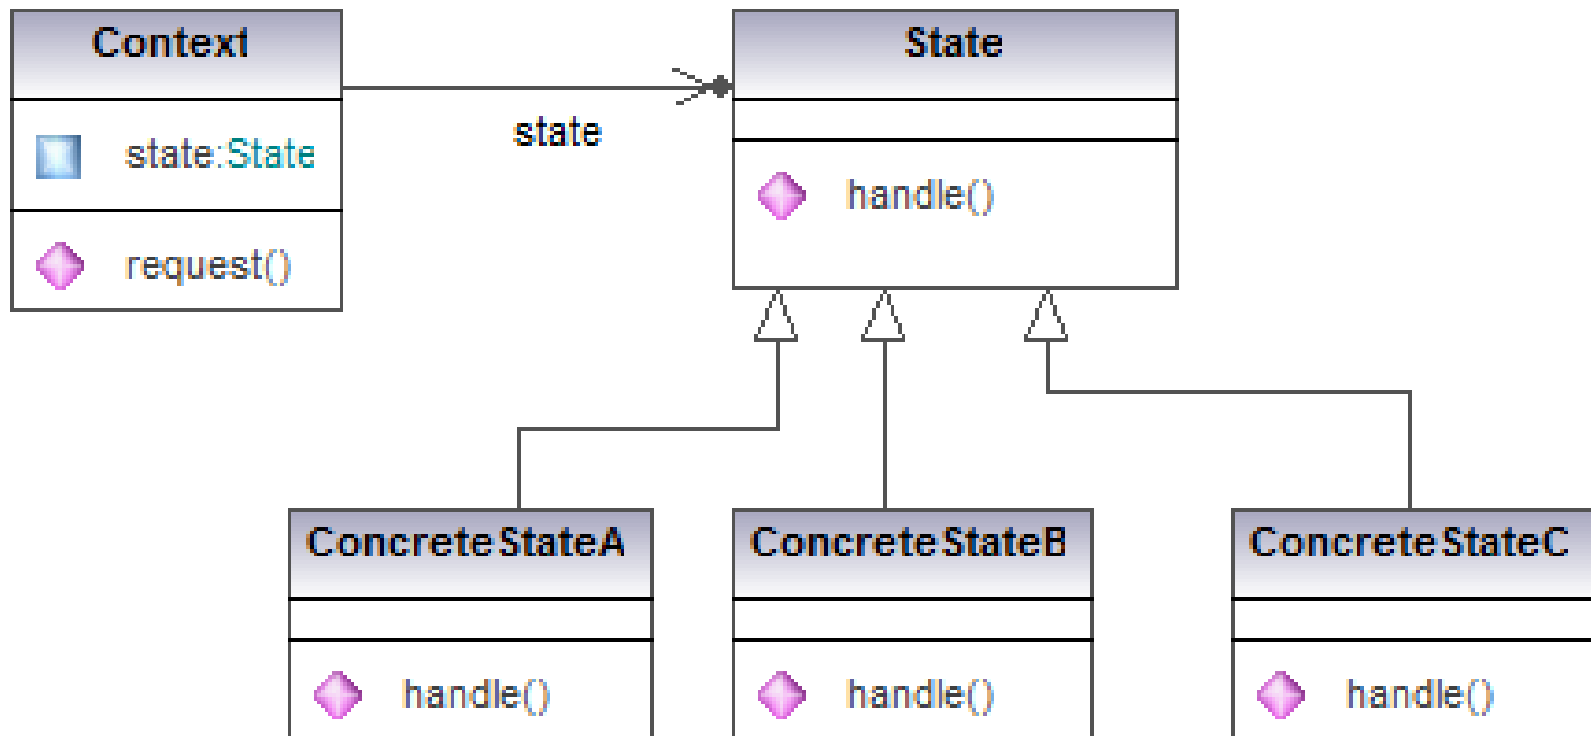 Context
state:State
request()
state
State
handle()
ConcreteStateA
handle()
ConcreteStateB
handle()
ConcreteStateC
handle()